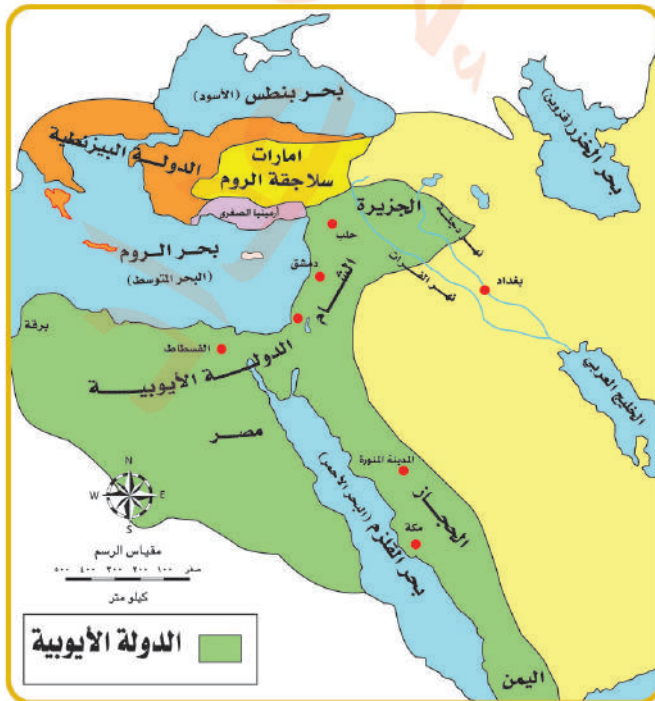 بحر بنطس (الأسود)
بحر الخزر (قزوين)
الدولة البيزنطية
امارات
سلاجقة الروم
أرمينيا الصغرى
الجزيرة
حلب
نهر دجلة
بحر الروم
(البحر المتوسط)
دمشق
الشام
نهر الفرات
بغداد
برقة
الفسطاط
الدولة الأيوبية
الخليج العربي
مصر
المدينة المنورة
الحجاز
بحر القلزم (البحر الأحمر)
مكة
N
W E
S
مقياس الرسم
صفر ١٠٠ ٢٠٠ ٣٠٠ ٤٠٠ ٥٠٠
كيلو متر
الدولة الأيوبية
اليمن